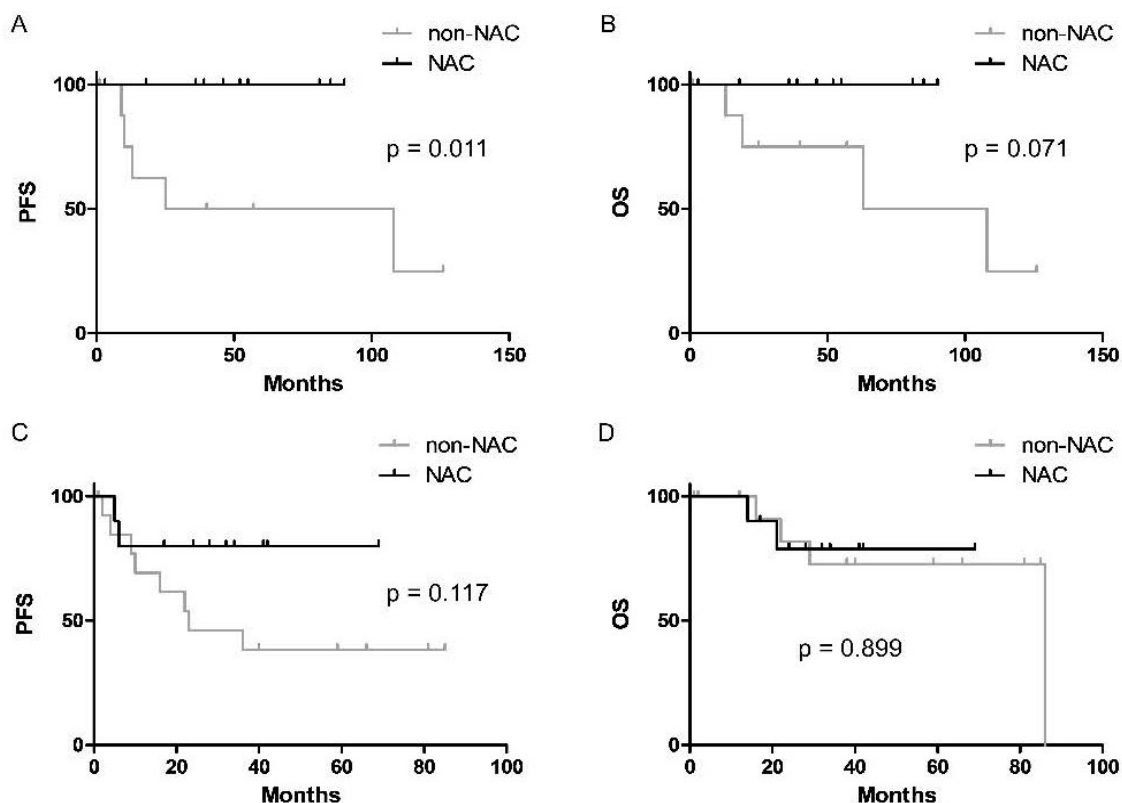 A
non-NAC
NAC
100
50
0
PFS
p = 0.011
0
50
100
150
Months
B
non-NAC
NAC
100
50
0
OS
p = 0.071
0
50
100
150
Months
C
non-NAC
NAC
100
50
0
PFS
p = 0.117
0
20
40
60
80
100
Months
D
non-NAC
NAC
100
50
0
OS
p = 0.899
0
20
40
60
80
100
Months